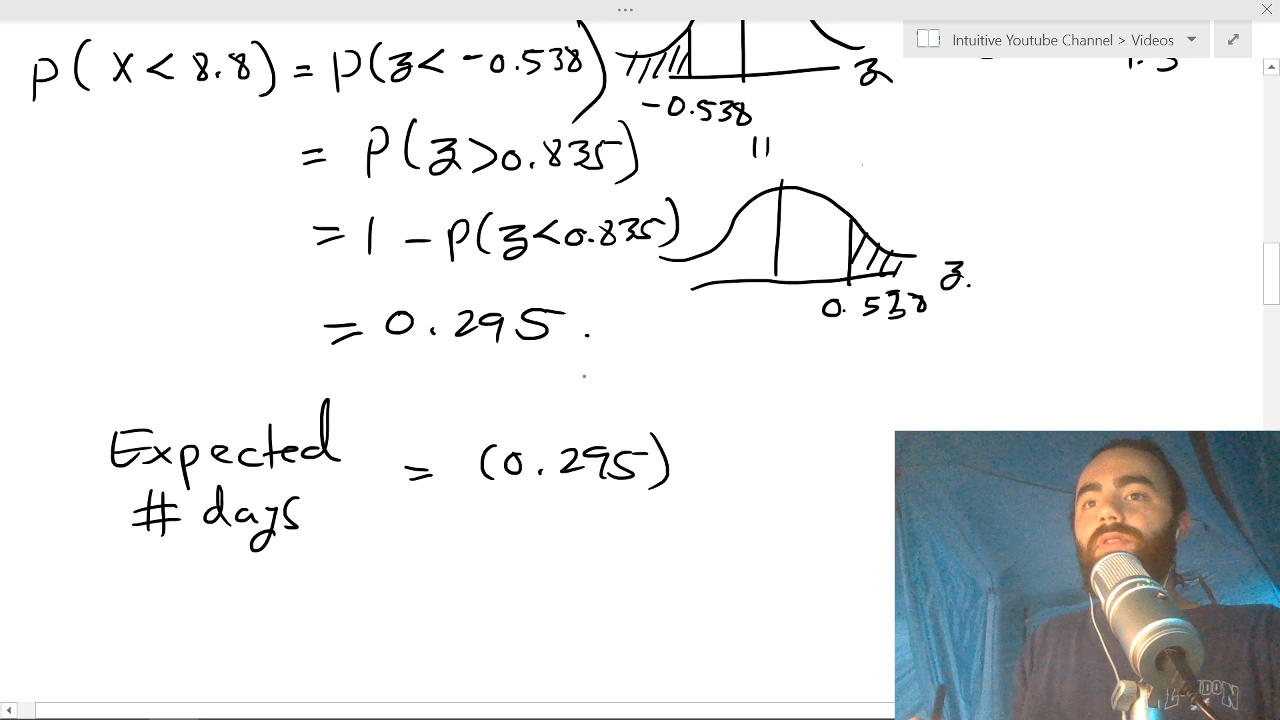 Intuitive Youtube Channel > Videos
P(X < 8.8) = P(z < -0.538)
z
-0.538
= P(z > 0.835)
||
= 1 - P(z < 0.835)
z.
0.538
= 0.295.
Expected
# days
= (0.295)